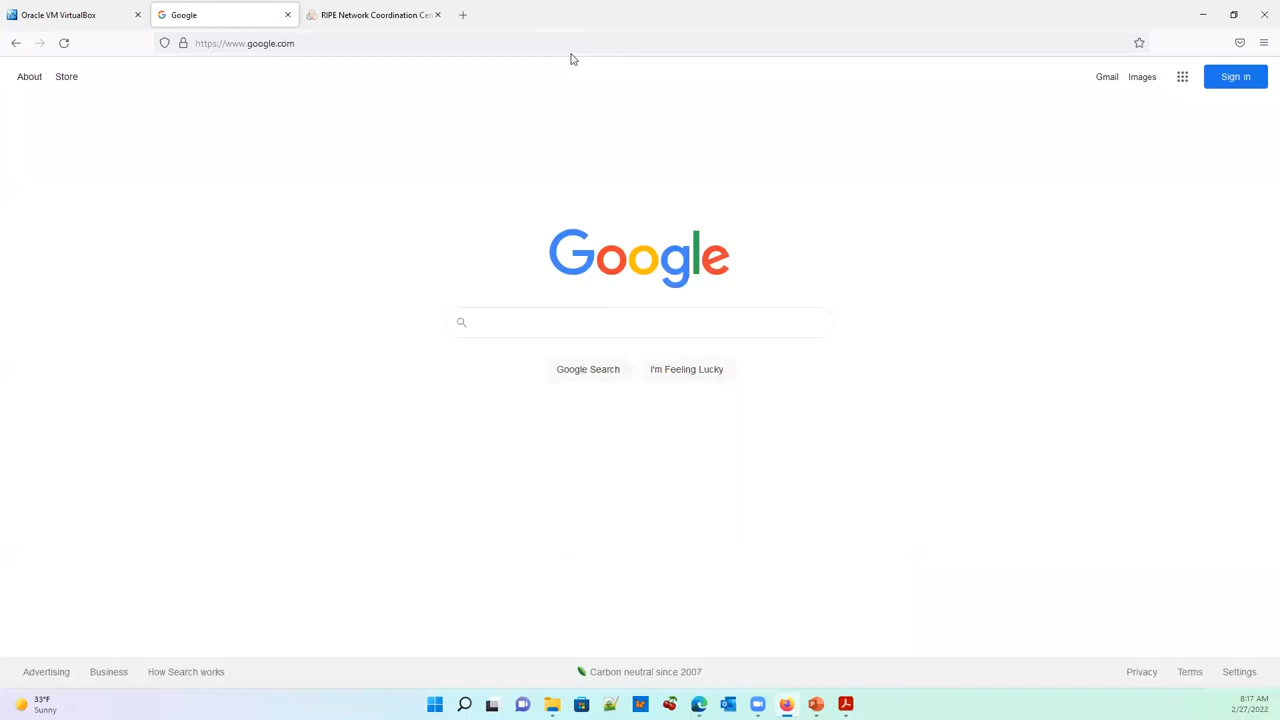 Oracle VM VirtualBox
Google
RIPE Network Coordination Cen
https://www.google.com
About Store
Gmail Images Sign in
Google
Google Search I'm Feeling Lucky
Advertising Business How Search works Carbon neutral since 2007 Privacy Terms Settings
33°F
Sunny
8:17 AM
2/27/2022